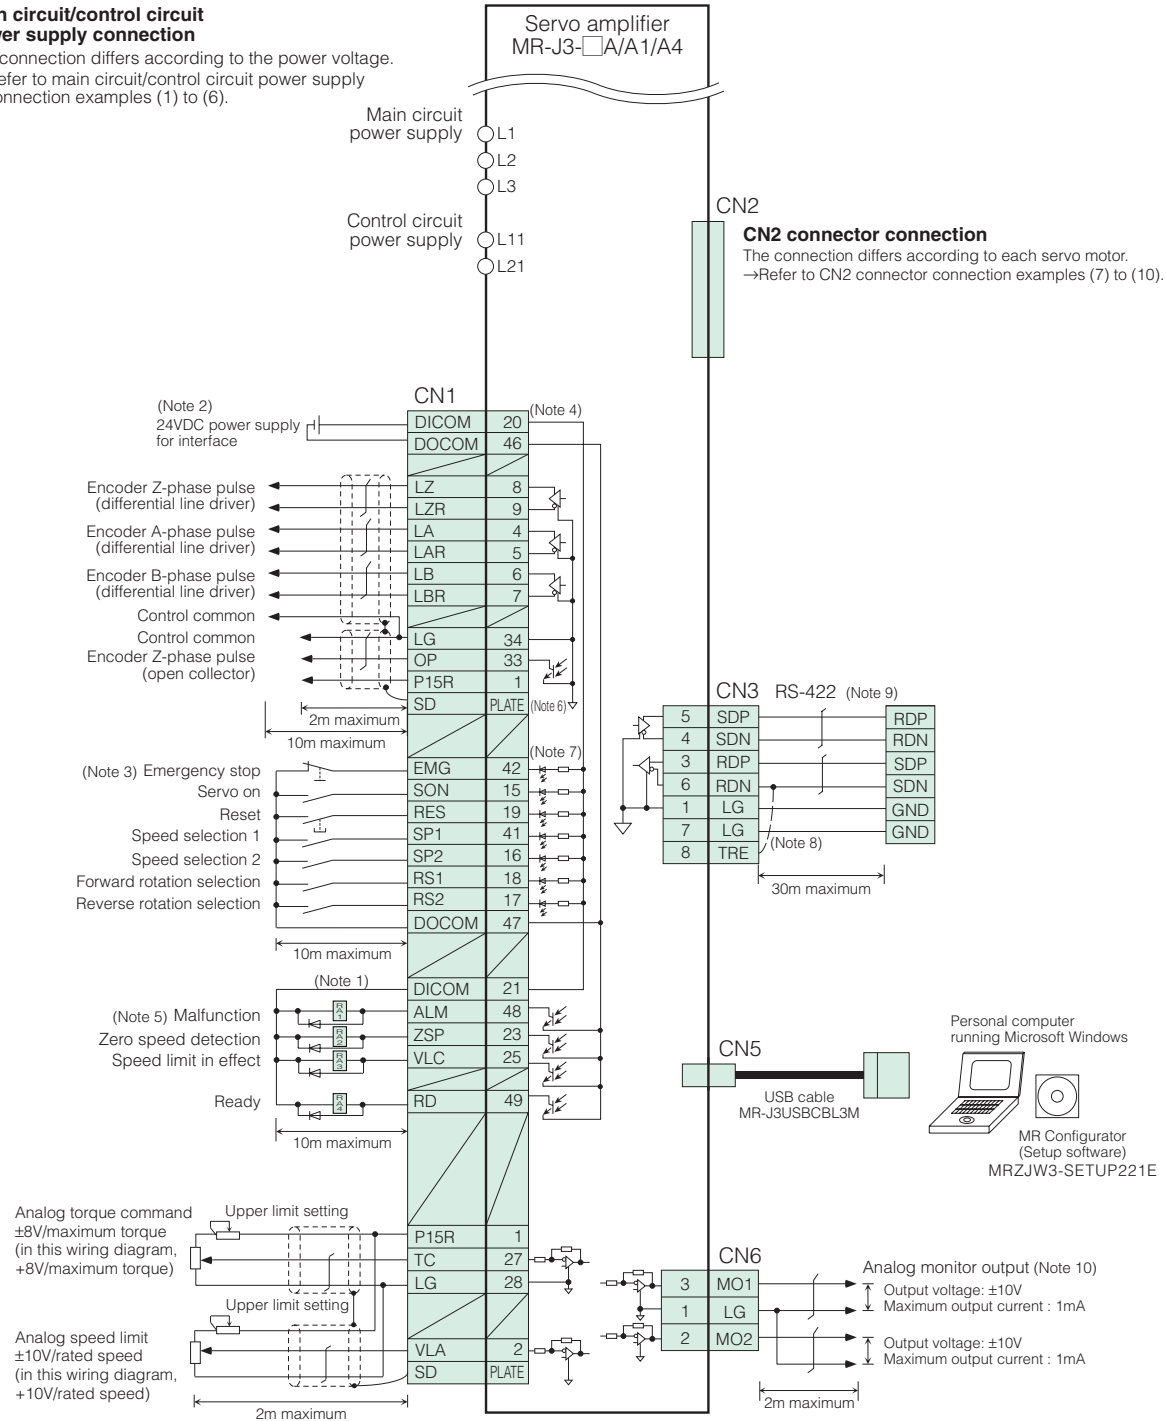 n circuit/control circuit
wer supply connection
connection differs according to the power voltage.
efer to main circuit/control circuit power supply
onnection examples (1) to (6).
Servo amplifier
MR-J3-□A/A1/A4
Main circuit
power supply
L1
L2
L3
Control circuit
power supply
L11
L21
CN2
CN2 connector connection
The connection differs according to each servo motor.
→Refer to CN2 connector connection examples (7) to (10).
CN1
(Note 2)
24VDC power supply
for interface
DICOM 20 (Note 4)
DOCOM 46
Encoder Z-phase pulse
(differential line driver)
LZ 8
LZR 9
Encoder A-phase pulse
(differential line driver)
LA 4
LAR 5
Encoder B-phase pulse
(differential line driver)
LB 6
LBR 7
Control common
Control common
LG 34
Encoder Z-phase pulse
(open collector)
OP 33
P15R 1
SD PLATE (Note 6)
2m maximum
10m maximum
(Note 7)
(Note 3) Emergency stop EMG 42
Servo on SON 15
Reset RES 19
Speed selection 1 SP1 41
Speed selection 2 SP2 16
Forward rotation selection RS1 18
Reverse rotation selection RS2 17
DOCOM 47
10m maximum
(Note 1)
DICOM 21
(Note 5) Malfunction RA1 ALM 48
Zero speed detection RA2 ZSP 23
Speed limit in effect RA3 VLC 25
Ready RA4 RD 49
10m maximum
Analog torque command
±8V/maximum torque
(in this wiring diagram,
+8V/maximum torque)
Upper limit setting
P15R 1
TC 27
LG 28
Upper limit setting
Analog speed limit
±10V/rated speed
(in this wiring diagram,
+10V/rated speed)
VLA 2
SD PLATE
2m maximum
CN3 RS-422 (Note 9)
5 SDP RDP
4 SDN RDN
3 RDP SDP
6 RDN SDN
1 LG GND
7 LG GND
8 TRE (Note 8)
30m maximum
CN5
USB cable
MR-J3USBCBL3M
Personal computer
running Microsoft Windows
MR Configurator
(Setup software)
MRZJW3-SETUP221E
CN6
3 MO1
1 LG
2 MO2
Analog monitor output (Note 10)
Output voltage: ±10V
Maximum output current : 1mA
Output voltage: ±10V
Maximum output current : 1mA
2m maximum